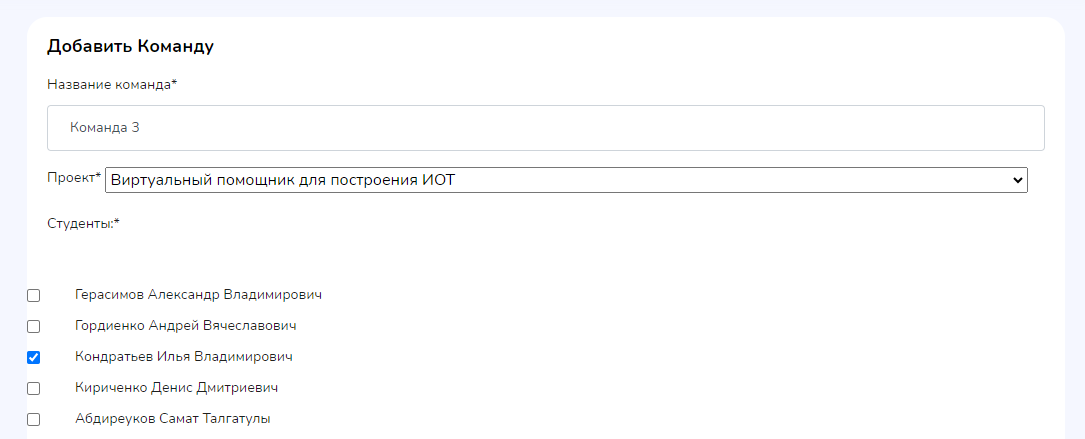 Добавить Команду
Название команда*
Команда 3
Проект* Виртуальный помощник для построения ИОТ
Студенты:*
Герасимов Александр Владимирович
Гордиенко Андрей Вячеславович
Кондратьев Илья Владимирович
Кириченко Денис Дмитриевич
Абдиреуков Самат Талгатулы